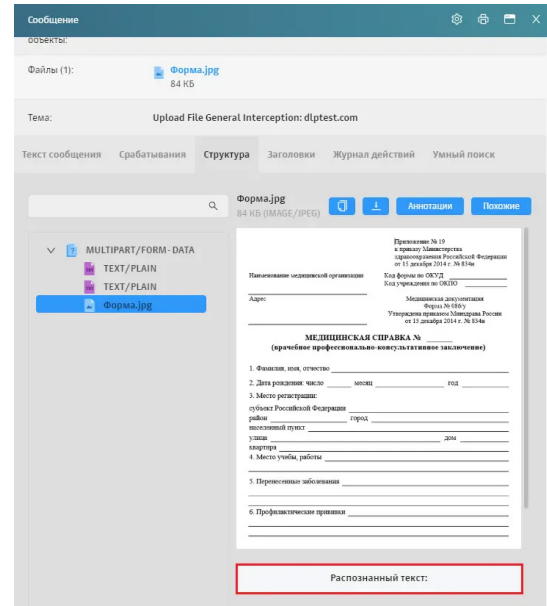 Сообщение
объекты:
Файлы (1):
Форма.jpg
84 КБ
Тема:
Upload File General Interception: dlptest.com
Текст сообщения Срабатывания Структура Заголовки Журнал действий Умный поиск
Форма.jpg
84 КБ (IMAGE/JPEG)
Аннотации Похожие
MULTIPART/FORM-DATA
TEXT/PLAIN
TEXT/PLAIN
Форма.jpg
Приложение № 19
к приказу Министерства
здравоохранения Российской Федерации
от 15 декабря 2014 г. № 834н
Наименование медицинской организации
Код формы по ОКУД
Код учреждения по ОКПО
Адрес
Медицинская документация
Форма № 086/у
Утверждена приказом Минздрава России
от 15 декабря 2014 г. № 834н
МЕДИЦИНСКАЯ СПРАВКА №
(врачебное профессионально-консультативное заключение)
1. Фамилия, имя, отчество
2. Дата рождения: число месяц год
3. Место регистрации:
субъект Российской Федерации
район город
населенный пункт
улица дом
квартира
4. Место учебы, работы
5. Перенесенные заболевания
6. Профилактические прививки
Распознанный текст: